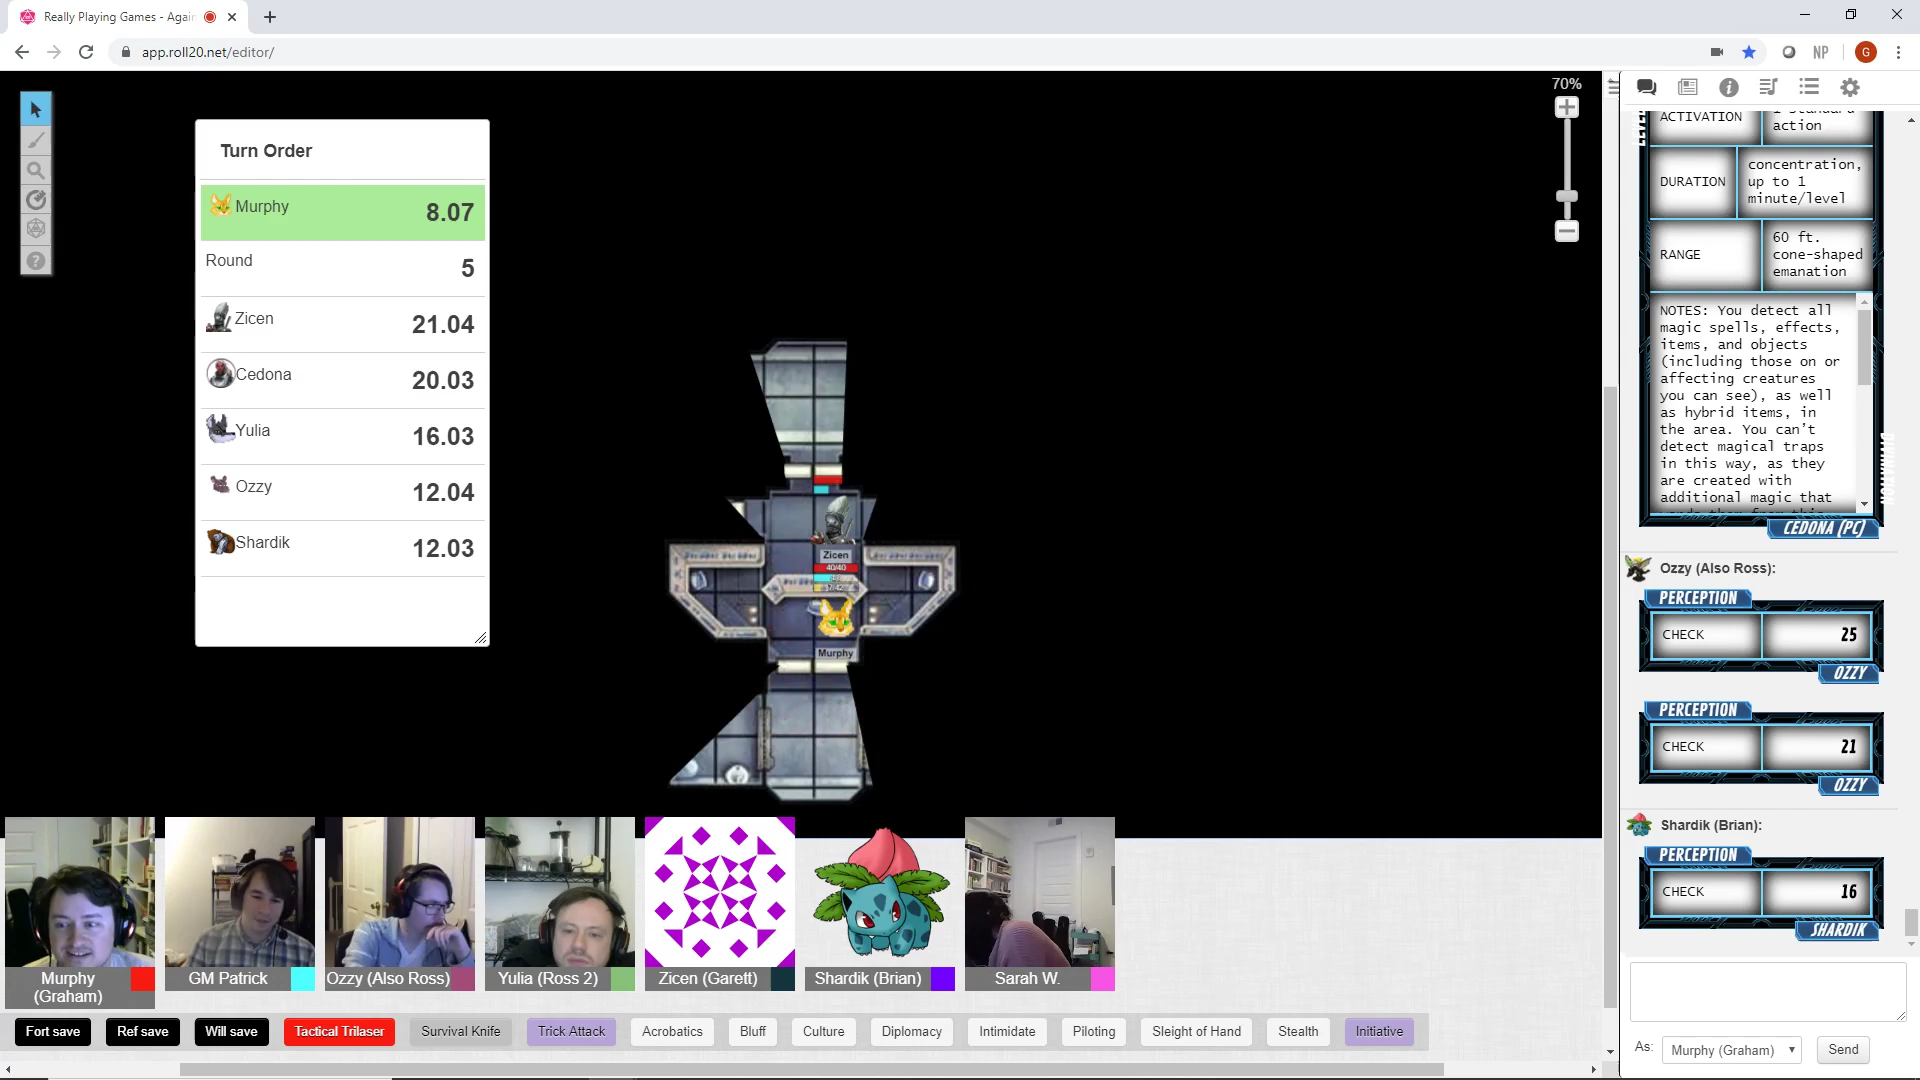 Really Playing Games - Again
app.roll20.net/editor/
NP
G
70%
Turn Order
Murphy 8.07
Round 5
Zicen 21.04
Cedona 20.03
Yulia 16.03
Ozzy 12.04
Shardik 12.03
Zicen
40/40
Murphy
ACTIVATION
action
DURATION
concentration,
up to 1
minute/level
RANGE
60 ft.
cone-shaped
emanation
NOTES: You detect all
magic spells, effects,
items, and objects
(including those on or
affecting creatures
you can see), as well
as hybrid items, in
the area. You can’t
detect magical traps
in this way, as they
are created with
additional magic that
DIVINATION
CEDONA (PC)
Ozzy (Also Ross):
PERCEPTION
CHECK 25
OZZY
PERCEPTION
CHECK 21
OZZY
Shardik (Brian):
PERCEPTION
CHECK 16
SHARDIK
Murphy
(Graham)
GM Patrick
Ozzy (Also Ross)
Yulia (Ross 2)
Zicen (Garett)
Shardik (Brian)
Sarah W.
Fort save
Ref save
Will save
Tactical Trilaser
Survival Knife
Trick Attack
Acrobatics
Bluff
Culture
Diplomacy
Intimidate
Piloting
Sleight of Hand
Stealth
Initiative
As:
Murphy (Graham)
Send